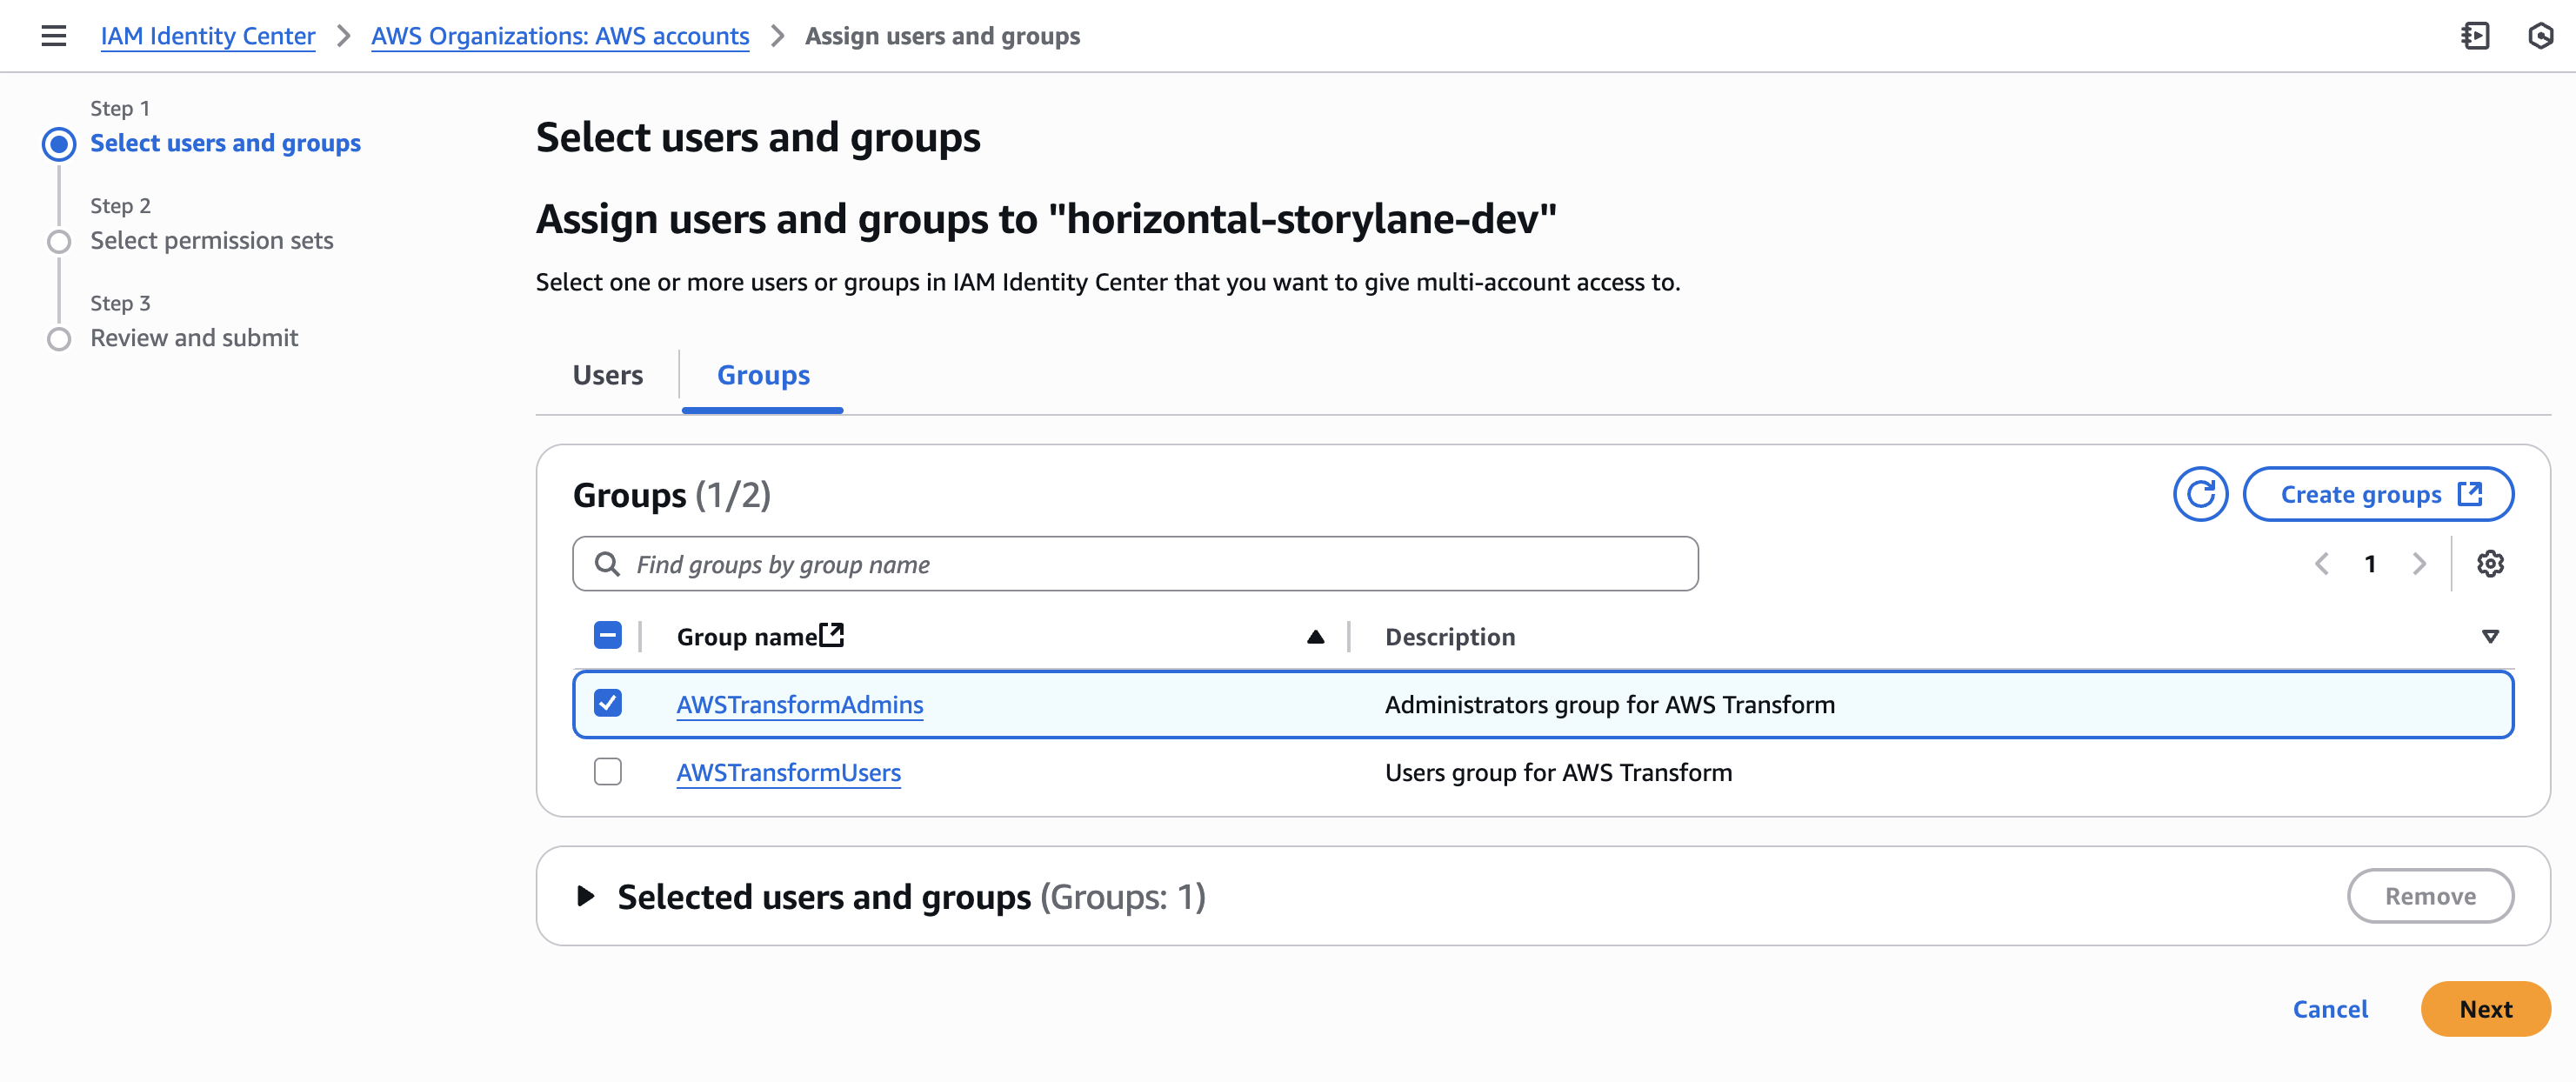 IAM Identity Center > AWS Organizations: AWS accounts > Assign users and groups
Step 1
Select users and groups
Step 2
Select permission sets
Step 3
Review and submit
Select users and groups
Assign users and groups to "horizontal-storylane-dev"
Select one or more users or groups in IAM Identity Center that you want to give multi-account access to.
Users
Groups
Groups (1/2)
Create groups
Find groups by group name
1
Group name
Description
AWSTransformAdmins
Administrators group for AWS Transform
AWSTransformUsers
Users group for AWS Transform
Selected users and groups (Groups: 1)
Remove
Cancel
Next